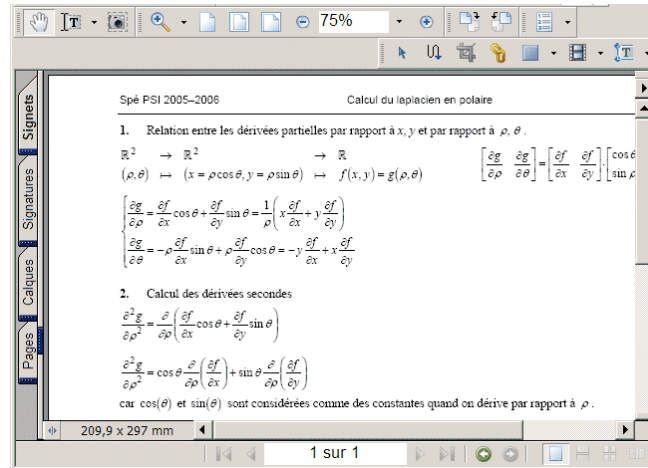 75%
Signets
Signatures
Calques
Pages
Spé PSI 2005–2006 Calcul du laplacien en polaire
1. Relation entre les dérivées partielles par rapport à x, y et par rapport à ρ, θ .
ℝ² → ℝ² → ℝ
(ρ,θ) ↦ (x = ρcosθ, y = ρsinθ) ↦ f(x,y) = g(ρ,θ)
[∂g/∂ρ ∂g/∂θ] = [∂f/∂x ∂f/∂y].[cosθ
sin
{∂g/∂ρ = ∂f/∂x cosθ + ∂f/∂y sinθ = 1/ρ (x ∂f/∂x + y ∂f/∂y)
∂g/∂θ = −ρ ∂f/∂x sinθ + ρ ∂f/∂y cosθ = −y ∂f/∂x + x ∂f/∂y
2. Calcul des dérivées secondes
∂²g/∂ρ² = ∂/∂ρ (∂f/∂x cosθ + ∂f/∂y sinθ)
∂²g/∂ρ² = cosθ ∂/∂ρ (∂f/∂x) + sinθ ∂/∂ρ (∂f/∂y)
car cos(θ) et sin(θ) sont considérées comme des constantes quand on dérive par rapport à ρ .
209,9 x 297 mm
1 sur 1